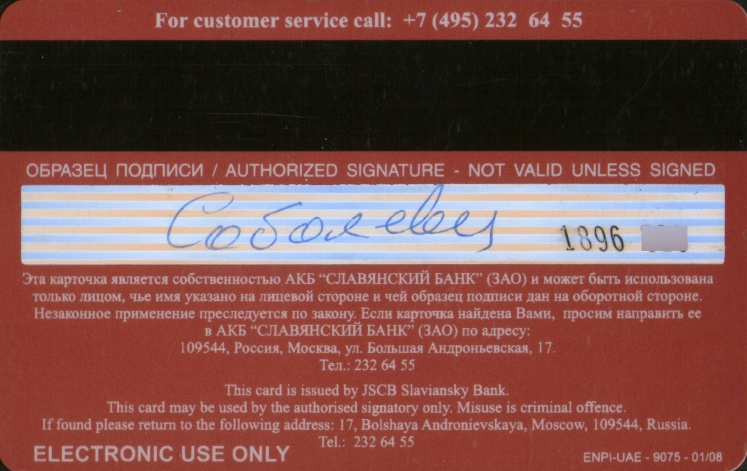 For customer service call: +7 (495) 232 64 55
ОБРАЗЕЦ ПОДПИСИ / AUTHORIZED SIGNATURE - NOT VALID UNLESS SIGNED
1896
Эта карточка является собственностью АКБ “СЛАВЯНСКИЙ БАНК” (ЗАО) и может быть использована
только лицом, чье имя указано на лицевой стороне и чей образец подписи дан на оборотной стороне.
Незаконное применение преследуется по закону. Если карточка найдена Вами, просим направить ее
в АКБ “СЛАВЯНСКИЙ БАНК” (ЗАО) по адресу:
109544, Россия, Москва, ул. Большая Андроньевская, 17.
Тел.: 232 64 55
This card is issued by JSCB Slaviansky Bank.
This card may be used by the authorised signatory only. Misuse is criminal offence.
If found please return to the following address: 17, Bolshaya Andronievskaya, Moscow, 109544, Russia.
Tel.: 232 64 55
ELECTRONIC USE ONLY
ENPI-UAE - 9075 - 01/08